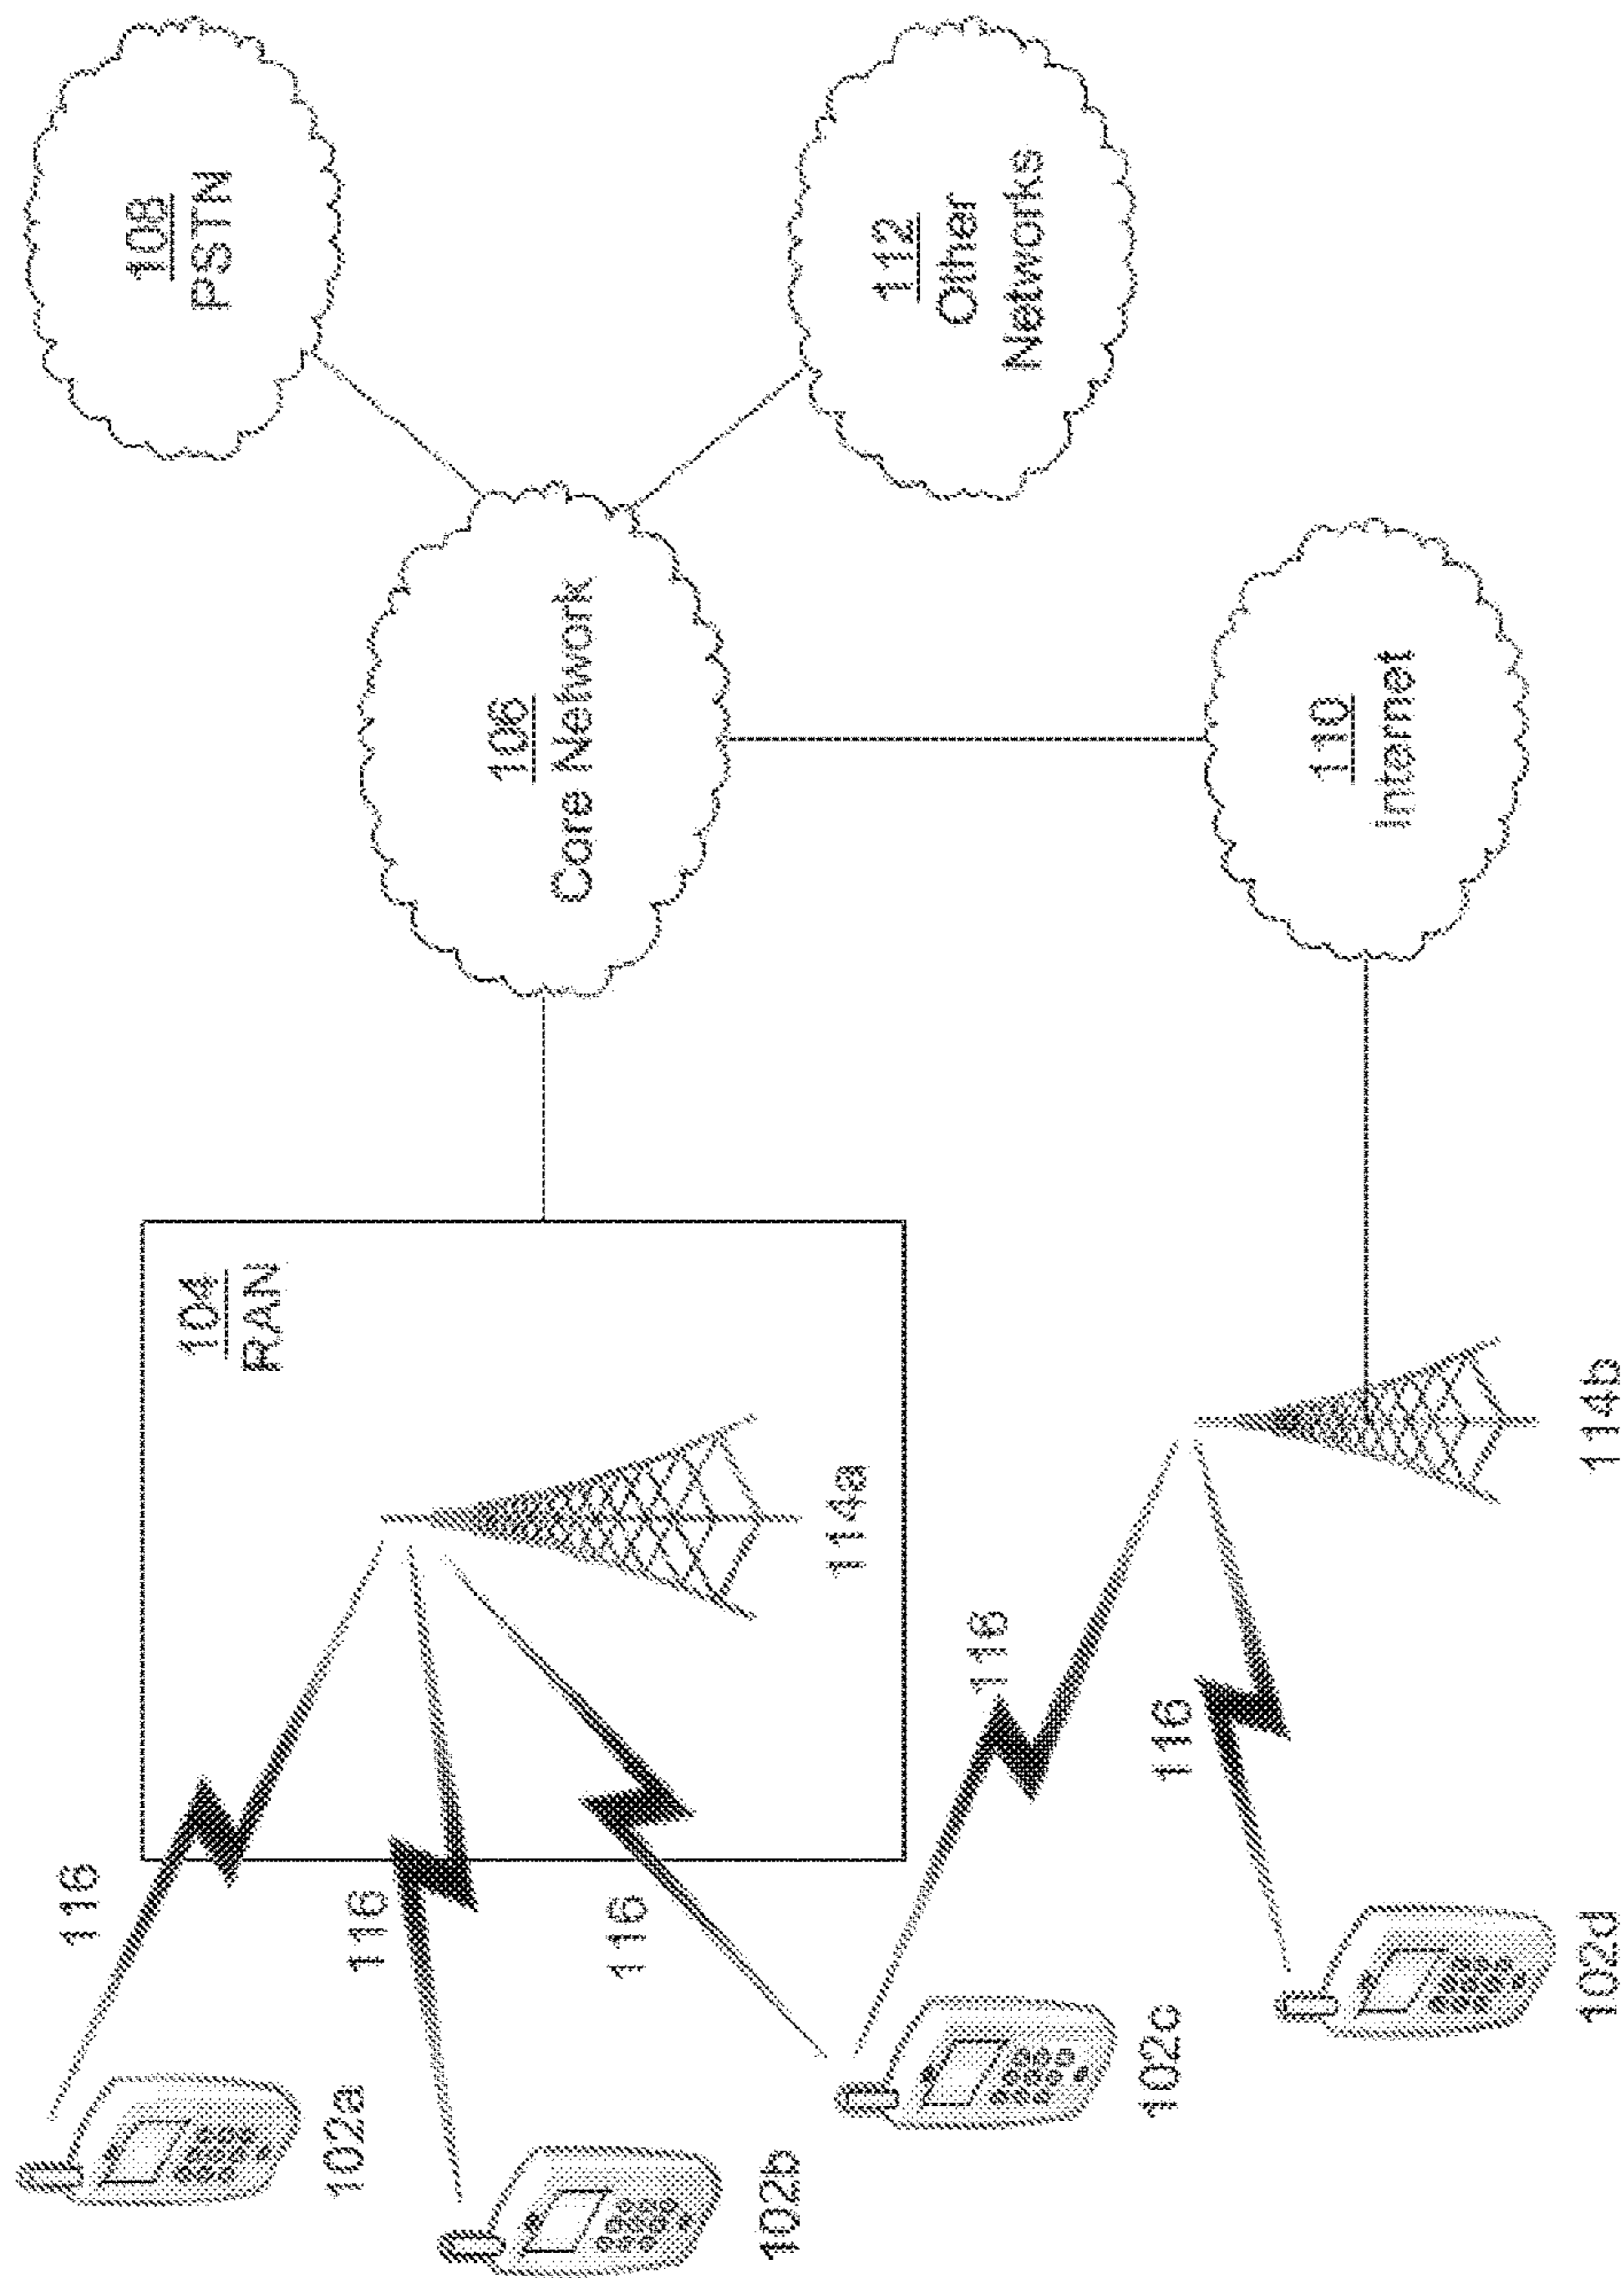 116
108
PSTN
104
RAN
102a
116
106
Core Network
116
102b
114a
112
Other
Networks
116
102c
116
110
Internet
102d
114b